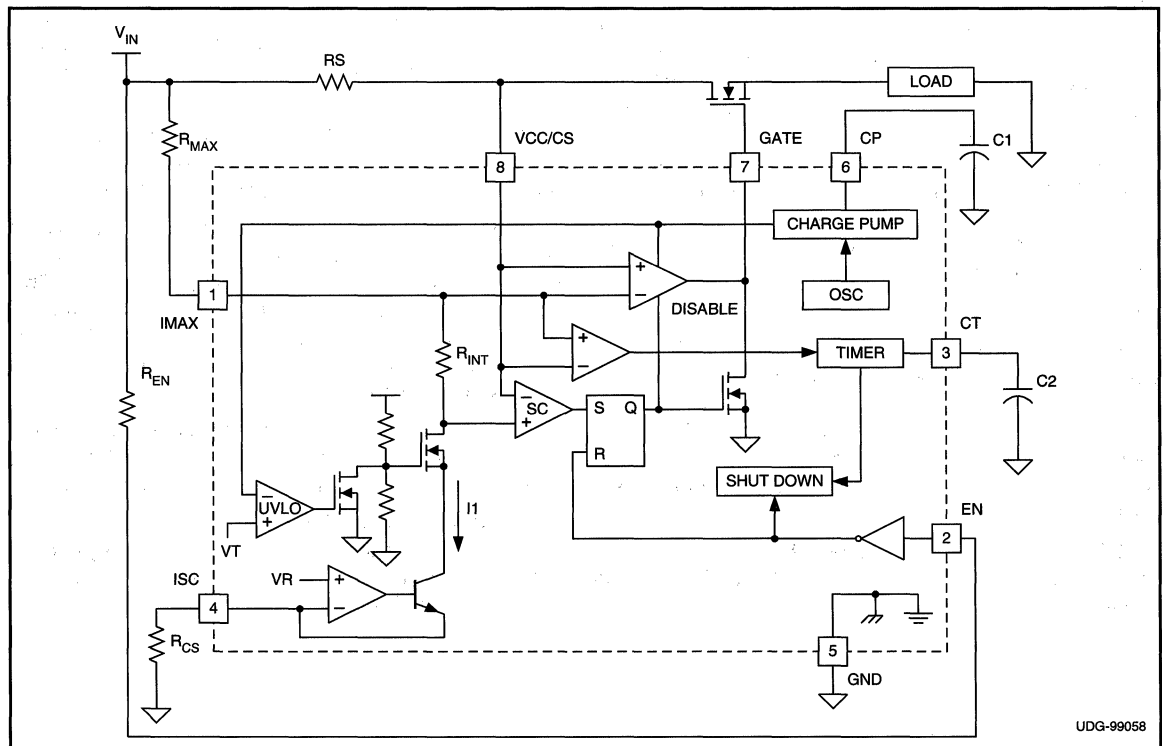 VIN
RS
LOAD
RMAX
VCC/CS
GATE
CP
C1
8
7
6
CHARGE PUMP
+
−
DISABLE
OSC
1
IMAX
CT
+
−
TIMER
3
RINT
REN
C2
−
SC
+
S Q
R
SHUT DOWN
I1
EN
−
UVLO
+
VT
2
ISC
VR
+
−
4
RCS
5
GND
UDG-99058